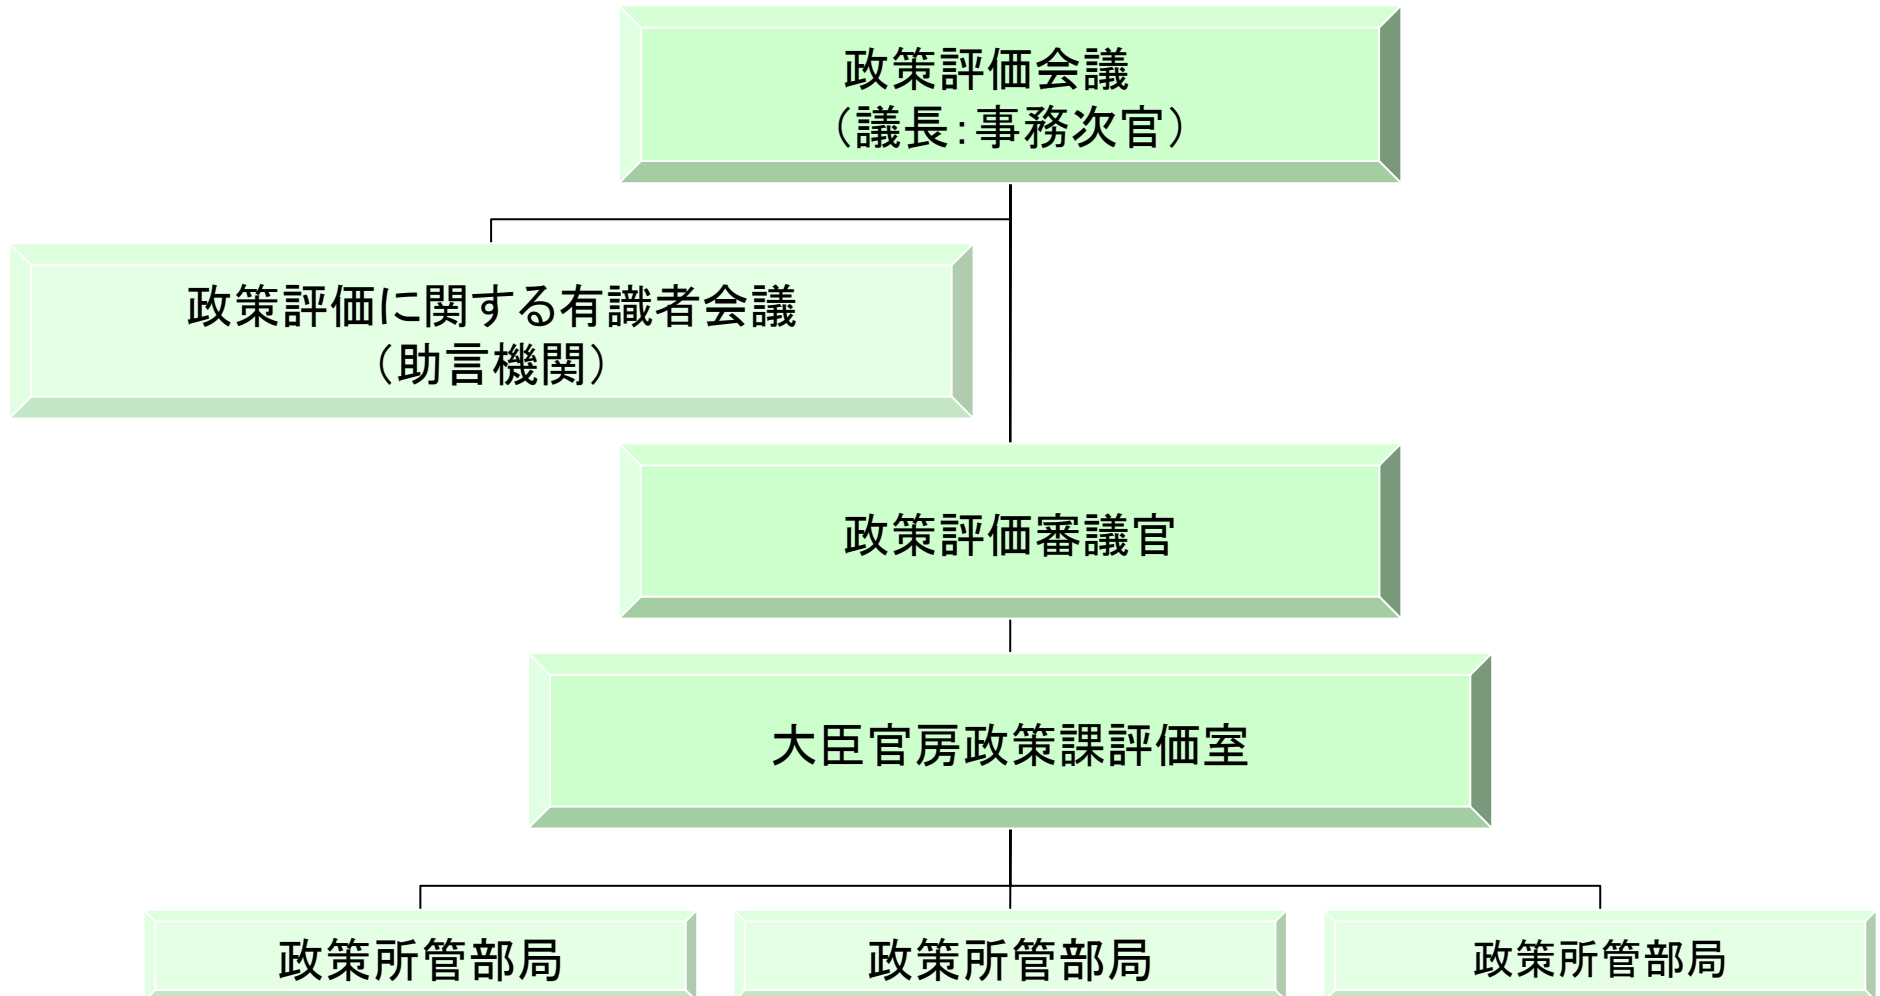 政策評価会議
（議長：事務次官）
政策評価に関する有識者会議
（助言機関）
政策評価審議官
大臣官房政策課評価室
政策所管部局
政策所管部局
政策所管部局